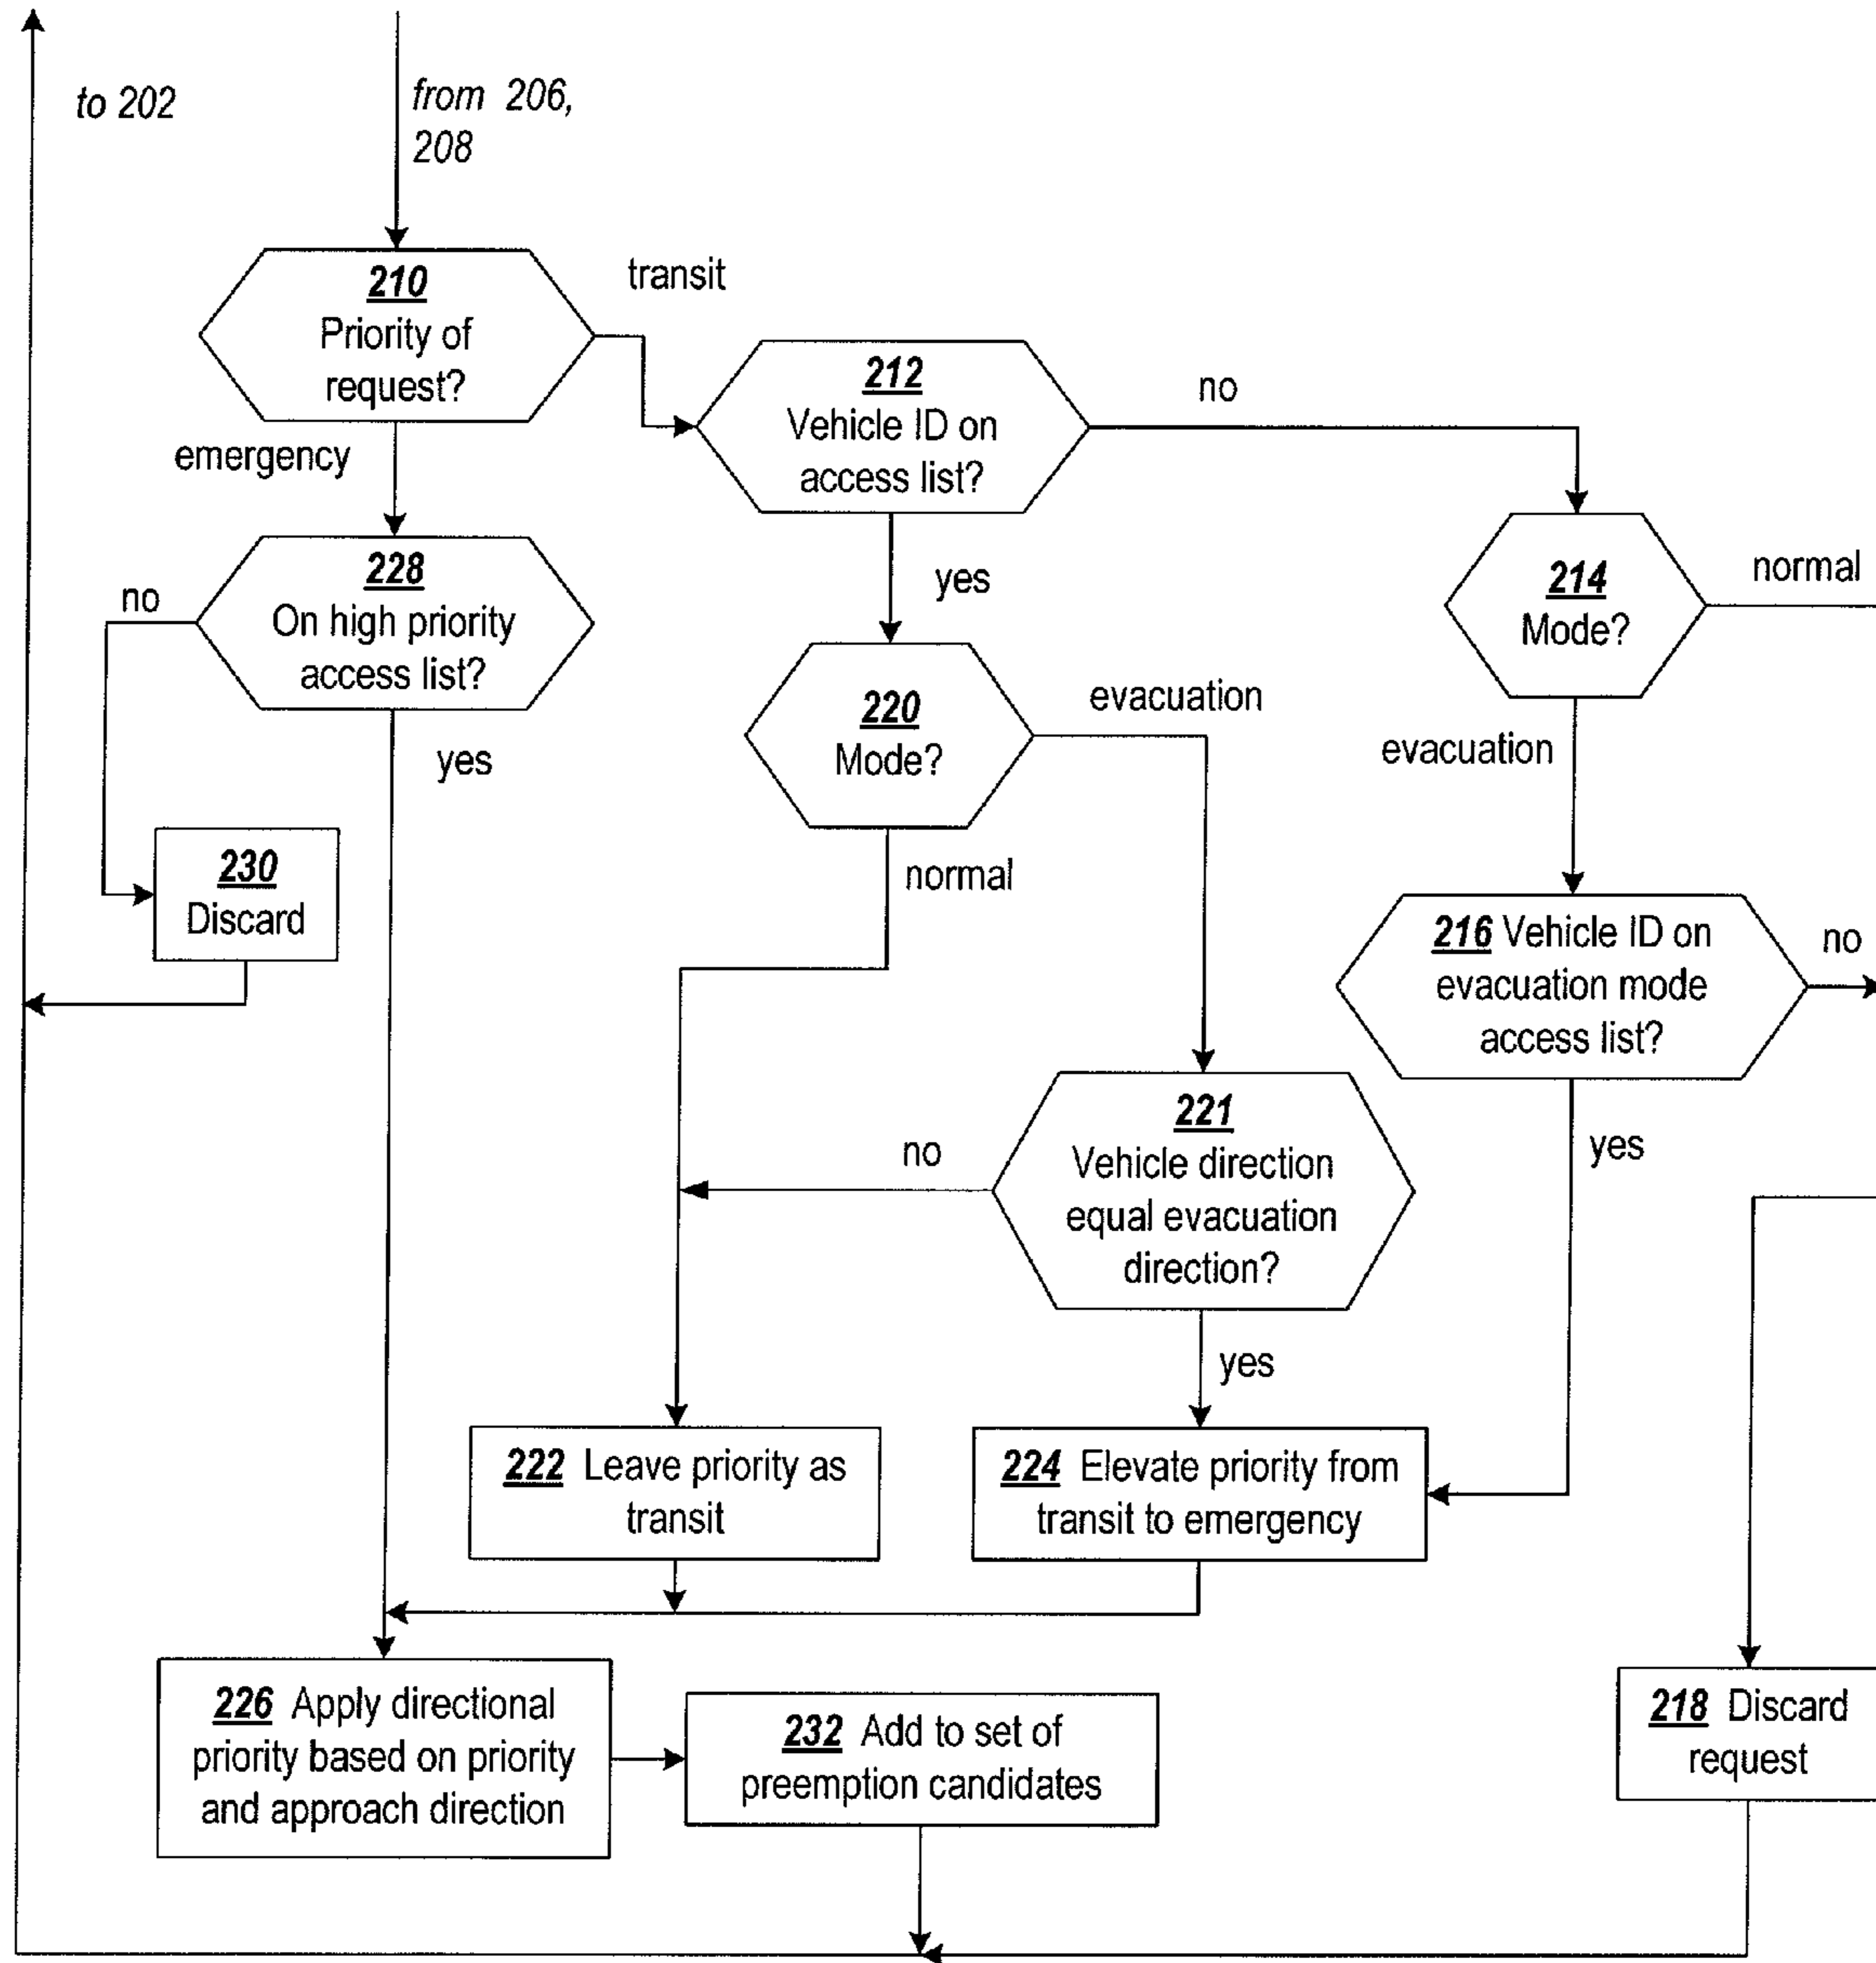 to 202
from 206,
208
210
Priority of
request?
transit
emergency
212
Vehicle ID on
access list?
no
yes
228
On high priority
access list?
no
yes
214
Mode?
normal
evacuation
220
Mode?
evacuation
normal
230
Discard
216 Vehicle ID on
evacuation mode
access list?
no
yes
221
Vehicle direction
equal evacuation
direction?
no
yes
222 Leave priority as
transit
224 Elevate priority from
transit to emergency
226 Apply directional
priority based on priority
and approach direction
232 Add to set of
preemption candidates
218 Discard
request